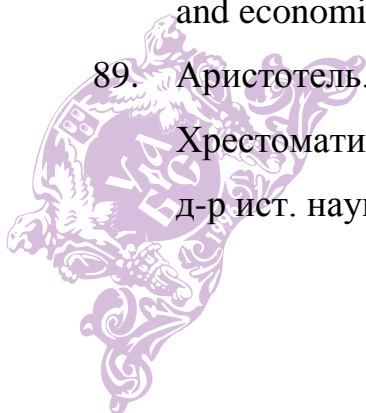 and economi
89. Аристотель.
Хрестомати
д-р ист. наук